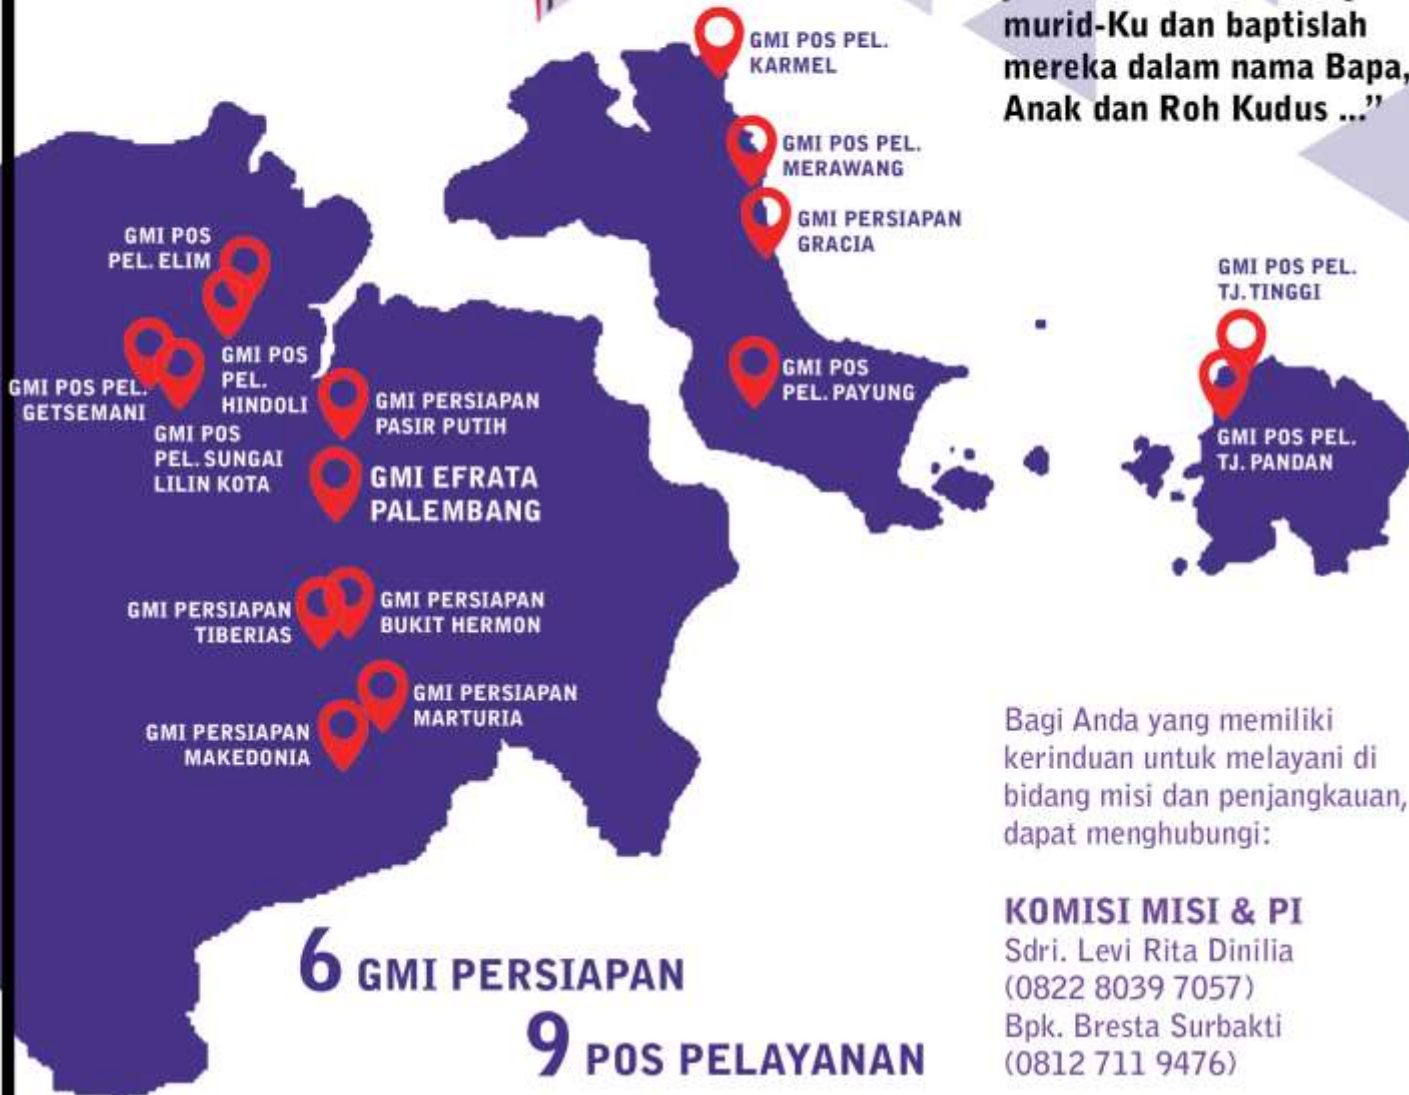 murid-Ku dan baptislah
mereka dalam nama Bapa,
Anak dan Roh Kudus ...”
GMI POS PEL.
KARMEL
GMI POS PEL.
MERAWANG
GMI PERSIAPAN
GRACIA
GMI POS
PEL. ELIM
GMI POS PEL.
TJ. TINGGI
GMI POS
PEL.
HINDOLI
GMI POS PEL.
GETSEMANI
GMI POS
PEL. PAYUNG
GMI PERSIAPAN
PASIR PUTIH
GMI POS
PEL. SUNGAI
LILIN KOTA
GMI POS PEL.
TJ. PANDAN
GMI EFRATA
PALEMBANG
GMI PERSIAPAN
TIBERIAS
GMI PERSIAPAN
BUKIT HERMON
GMI PERSIAPAN
MARTURIA
GMI PERSIAPAN
MAKEDONIA
Bagi Anda yang memiliki
kerinduan untuk melayani di
bidang misi dan penjangkauan,
dapat menghubungi:
KOMISI MISI & PI
Sdri. Levi Rita Dinilia
(0822 8039 7057)
Bpk. Bresta Surbakti
(0812 711 9476)
6 GMI PERSIAPAN
9 POS PELAYANAN